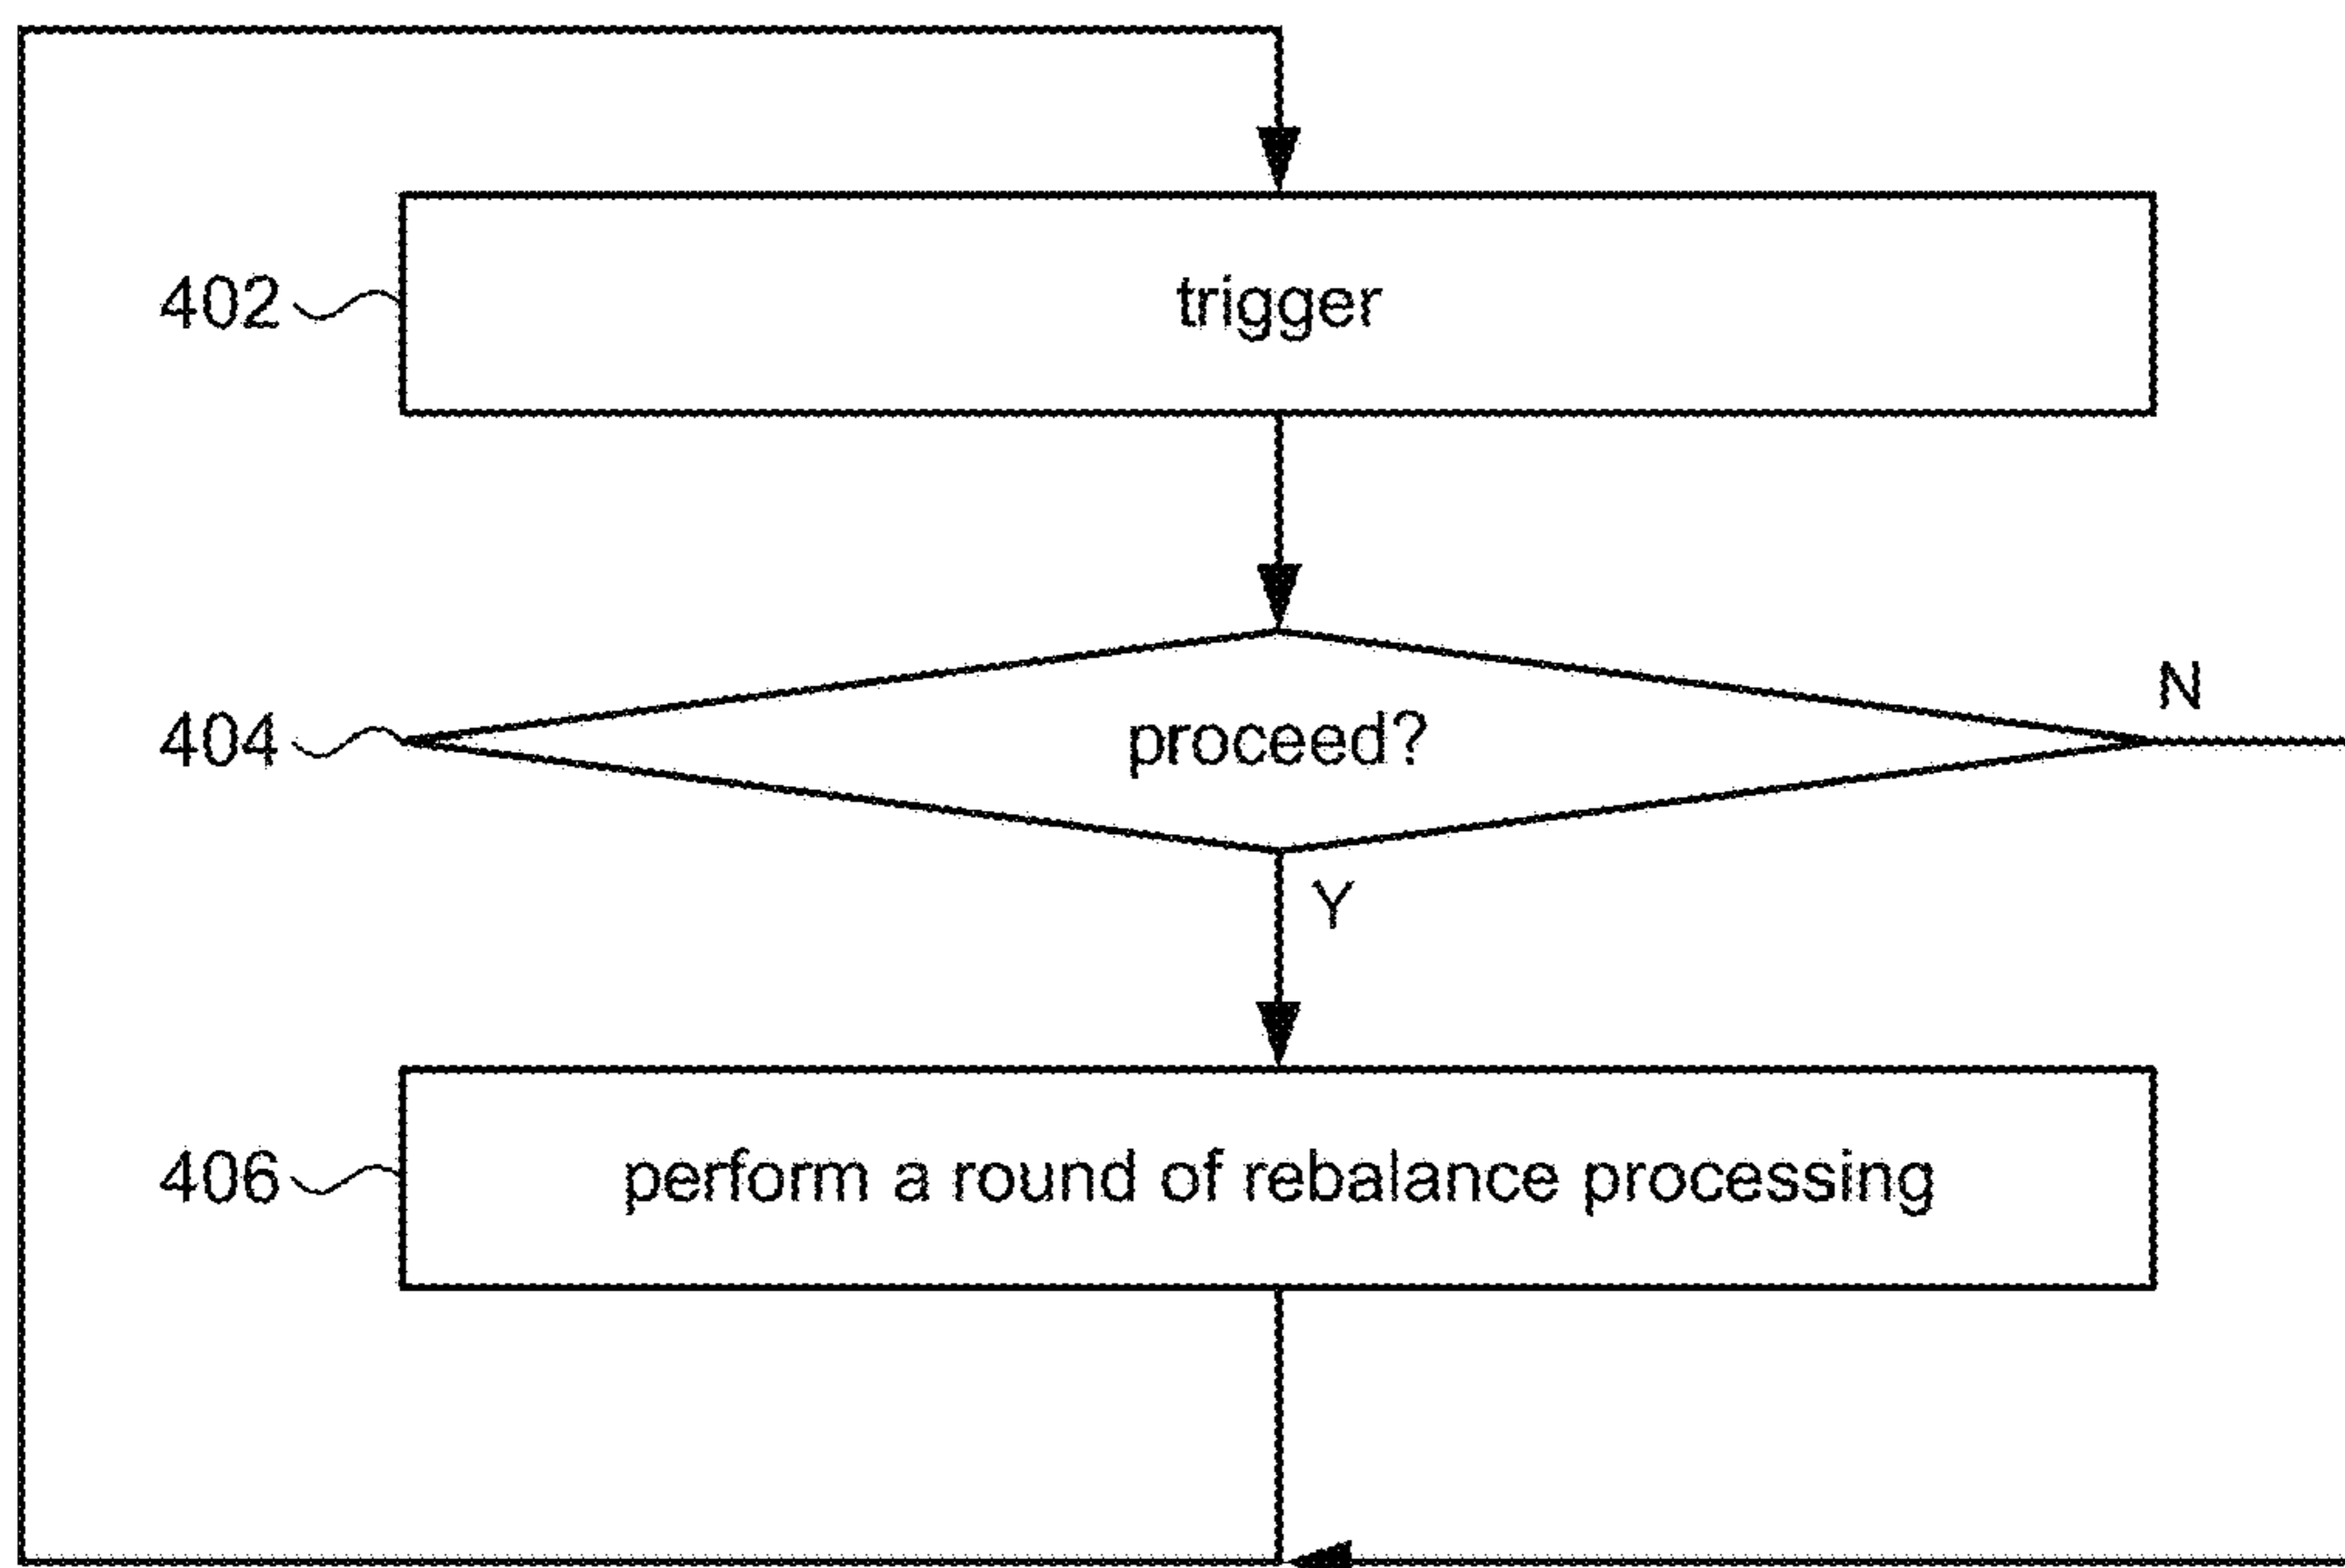 402
trigger
404
proceed?
N
Y
406
perform a round of rebalance processing